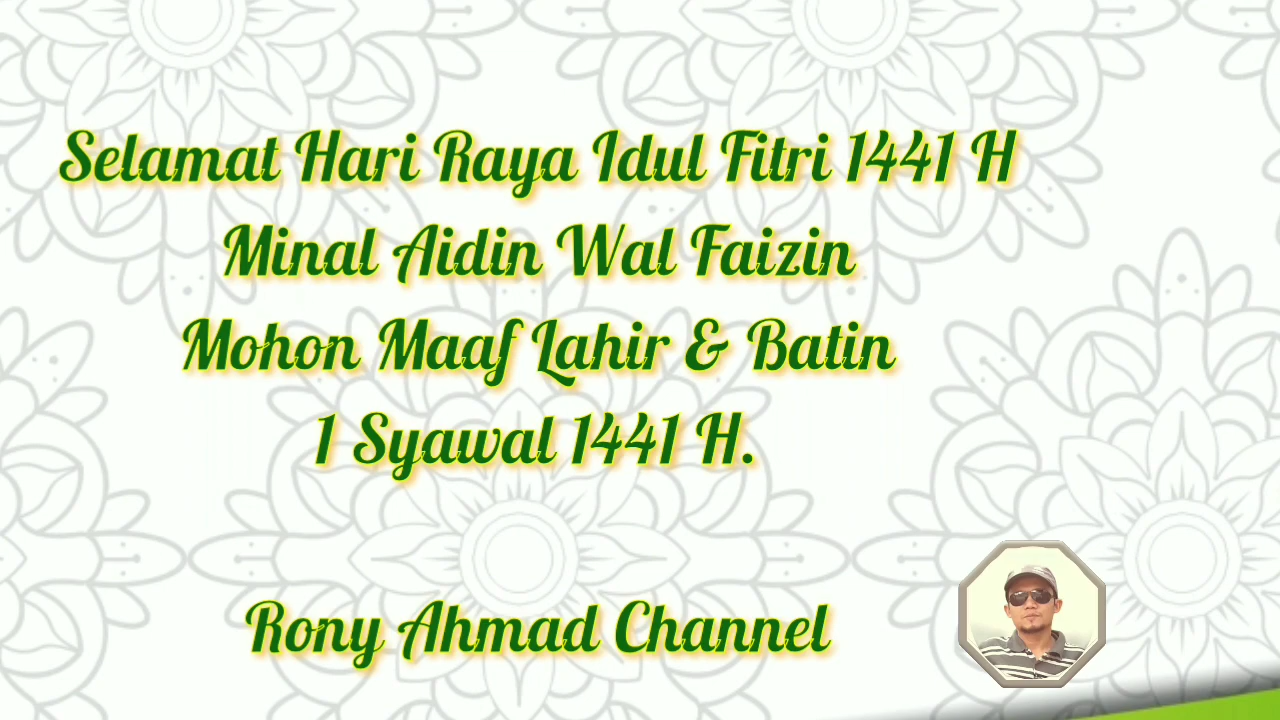 Selamat Hari Raya Idul Fitri 1441 H
Minal Aidin Wal Faizin
Mohon Maaf Lahir & Batin
1 Syawal 1441 H.
Rony Ahmad Channel